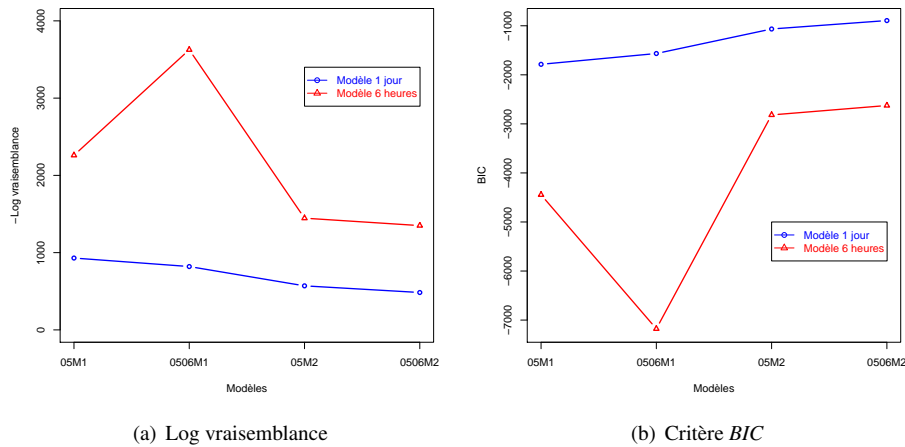 4000
3000
2000
1000
0
−Log vraisemblance
Modèle 1 jour
Modèle 6 heures
05M1
0506M1
05M2
0506M2
Modèles
(a) Log vraisemblance
−1000
−2000
−3000
−4000
−5000
−6000
−7000
BIC
Modèle 1 jour
Modèle 6 heures
05M1
0506M1
05M2
0506M2
Modèles
(b) Critère BIC